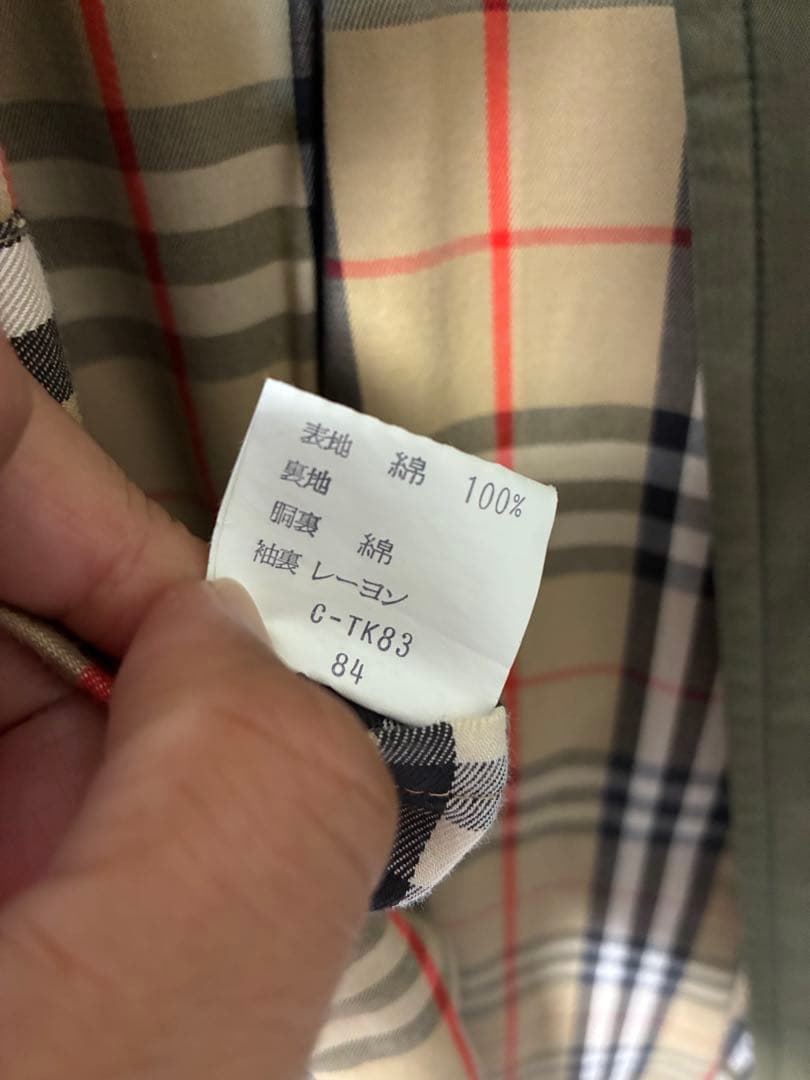 表地 綿 100%
裏地
胴裏 綿
袖裏 レーヨン
C-TK83
84